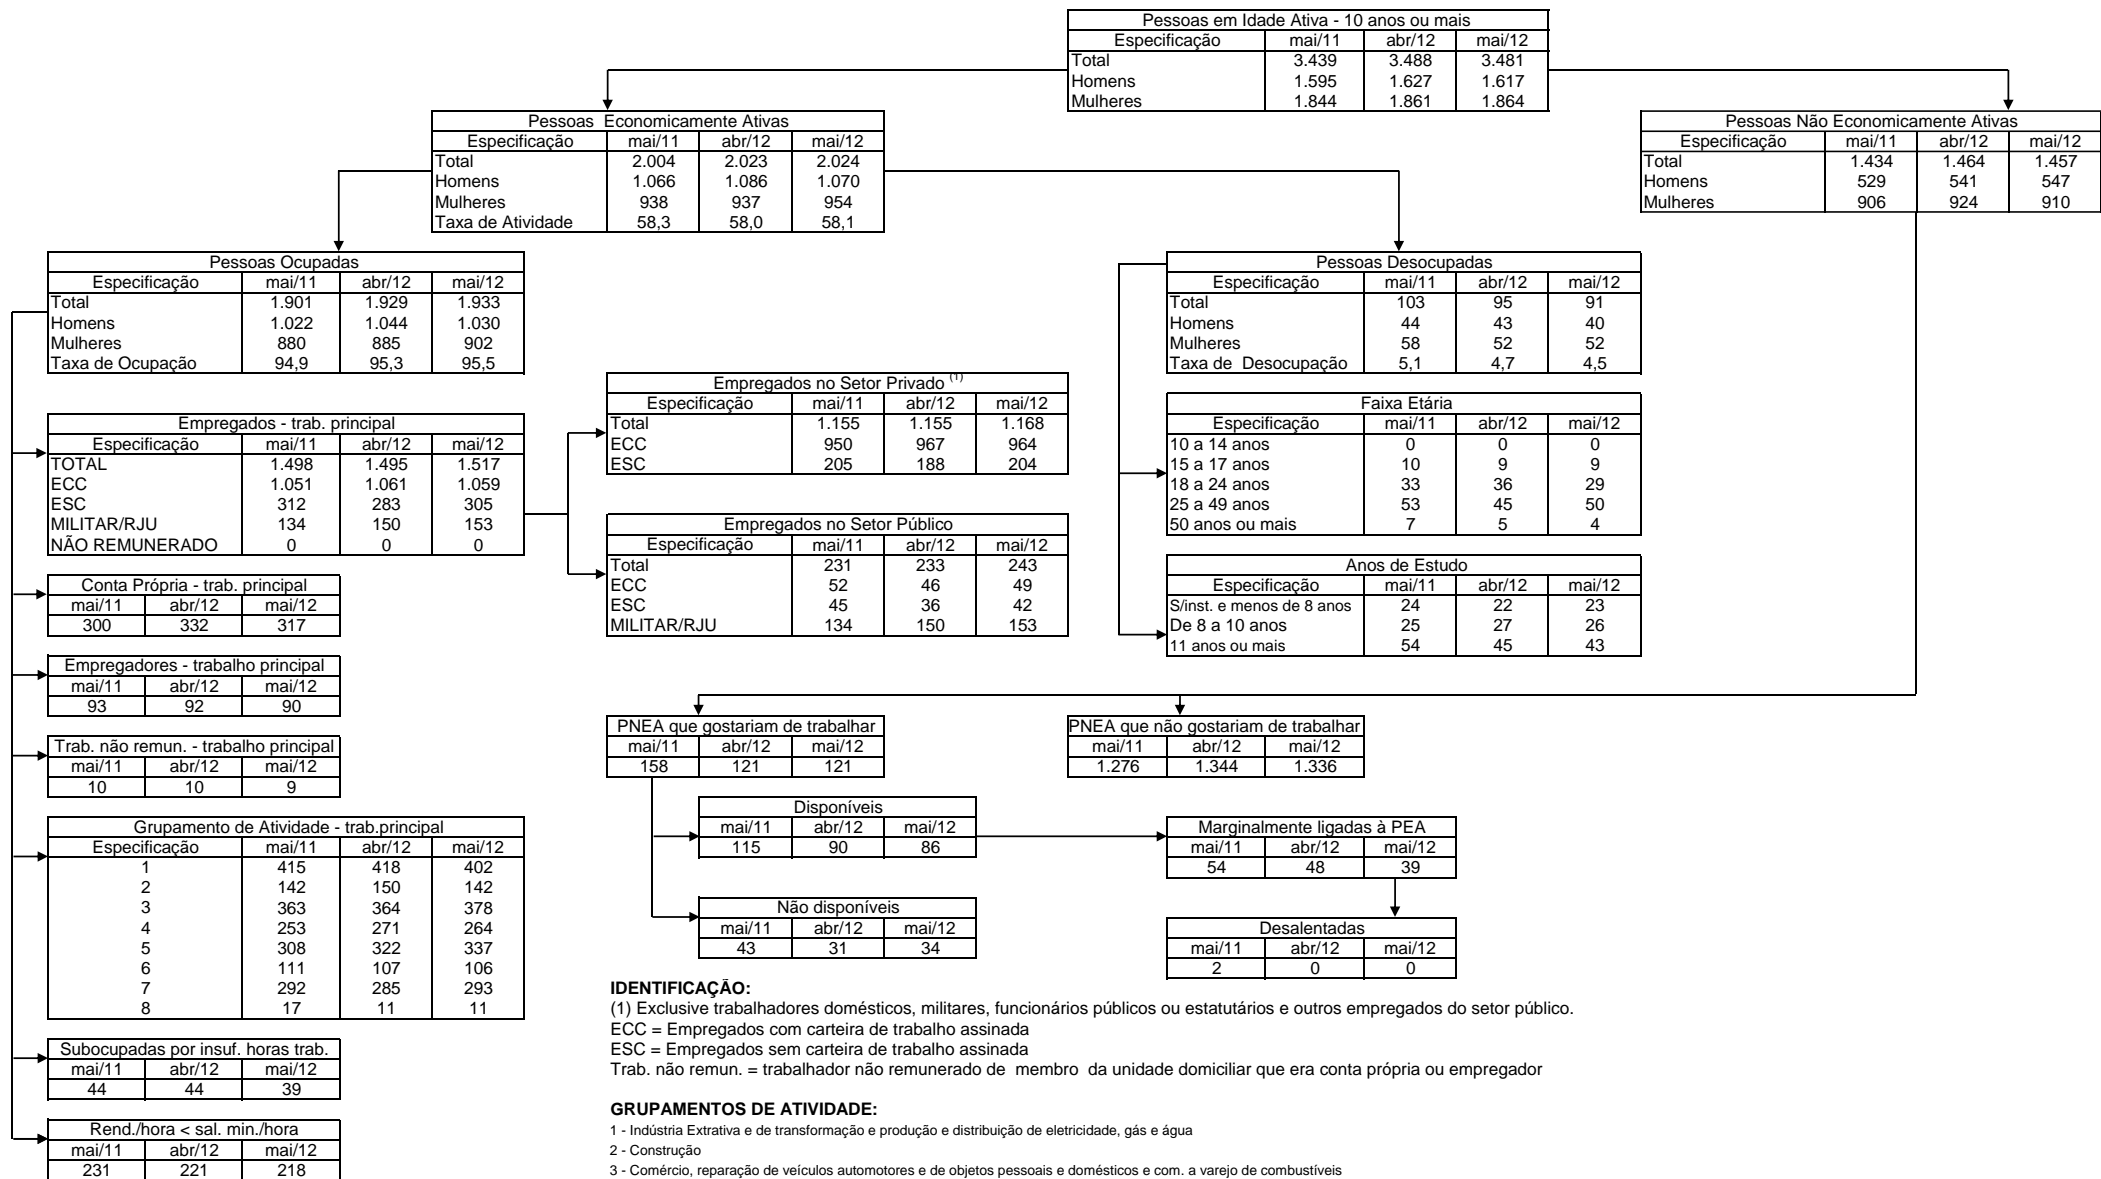 Pessoas em Idade Ativa - 10 anos ou mais
Especificação mai/11 abr/12 mai/12
Total 3.439 3.488 3.481
Homens 1.595 1.627 1.617
Mulheres 1.844 1.861 1.864
Pessoas Economicamente Ativas
Especificação mai/11 abr/12 mai/12
Total 2.004 2.023 2.024
Homens 1.066 1.086 1.070
Mulheres 938 937 954
Taxa de Atividade 58,3 58,0 58,1
Pessoas Não Economicamente Ativas
Especificação mai/11 abr/12 mai/12
Total 1.434 1.464 1.457
Homens 529 541 547
Mulheres 906 924 910
Pessoas Ocupadas
Especificação mai/11 abr/12 mai/12
Total 1.901 1.929 1.933
Homens 1.022 1.044 1.030
Mulheres 880 885 902
Taxa de Ocupação 94,9 95,3 95,5
Pessoas Desocupadas
Especificação mai/11 abr/12 mai/12
Total 103 95 91
Homens 44 43 40
Mulheres 58 52 52
Taxa de Desocupação 5,1 4,7 4,5
Empregados - trab. principal
Especificação mai/11 abr/12 mai/12
TOTAL 1.498 1.495 1.517
ECC 1.051 1.061 1.059
ESC 312 283 305
MILITAR/RJU 134 150 153
NÃO REMUNERADO 0 0 0
Empregados no Setor Privado (1)
Especificação mai/11 abr/12 mai/12
Total 1.155 1.155 1.168
ECC 950 967 964
ESC 205 188 204
Empregados no Setor Público
Especificação mai/11 abr/12 mai/12
Total 231 233 243
ECC 52 46 49
ESC 45 36 42
MILITAR/RJU 134 150 153
Faixa Etária
Especificação mai/11 abr/12 mai/12
10 a 14 anos 0 0 0
15 a 17 anos 10 9 9
18 a 24 anos 33 36 29
25 a 49 anos 53 45 50
50 anos ou mais 7 5 4
Anos de Estudo
Especificação mai/11 abr/12 mai/12
S/inst. e menos de 8 anos 24 22 23
De 8 a 10 anos 25 27 26
11 anos ou mais 54 45 43
Conta Própria - trab. principal
mai/11 abr/12 mai/12
300 332 317
Empregadores - trabalho principal
mai/11 abr/12 mai/12
93 92 90
Trab. não remun. - trabalho principal
mai/11 abr/12 mai/12
10 10 9
Grupamento de Atividade - trab.principal
Especificação mai/11 abr/12 mai/12
1 415 418 402
2 142 150 142
3 363 364 378
4 253 271 264
5 308 322 337
6 111 107 106
7 292 285 293
8 17 11 11
Subocupadas por insuf. horas trab.
mai/11 abr/12 mai/12
44 44 39
Rend./hora < sal. min./hora
mai/11 abr/12 mai/12
231 221 218
PNEA que gostariam de trabalhar
mai/11 abr/12 mai/12
158 121 121
PNEA que não gostariam de trabalhar
mai/11 abr/12 mai/12
1.276 1.344 1.336
Disponíveis
mai/11 abr/12 mai/12
115 90 86
Marginalmente ligadas à PEA
mai/11 abr/12 mai/12
54 48 39
Não disponíveis
mai/11 abr/12 mai/12
43 31 34
Desalentadas
mai/11 abr/12 mai/12
2 0 0
IDENTIFICAÇÃO:
(1) Exclusive trabalhadores domésticos, militares, funcionários públicos ou estatutários e outros empregados do setor público.
ECC = Empregados com carteira de trabalho assinada
ESC = Empregados sem carteira de trabalho assinada
Trab. não remun. = trabalhador não remunerado de membro da unidade domiciliar que era conta própria ou empregador
GRUPAMENTOS DE ATIVIDADE:
1 - Indústria Extrativa e de transformação e produção e distribuição de eletricidade, gás e água
2 - Construção
3 - Comércio, reparação de veículos automotores e de objetos pessoais e domésticos e com. a varejo de combustíveis